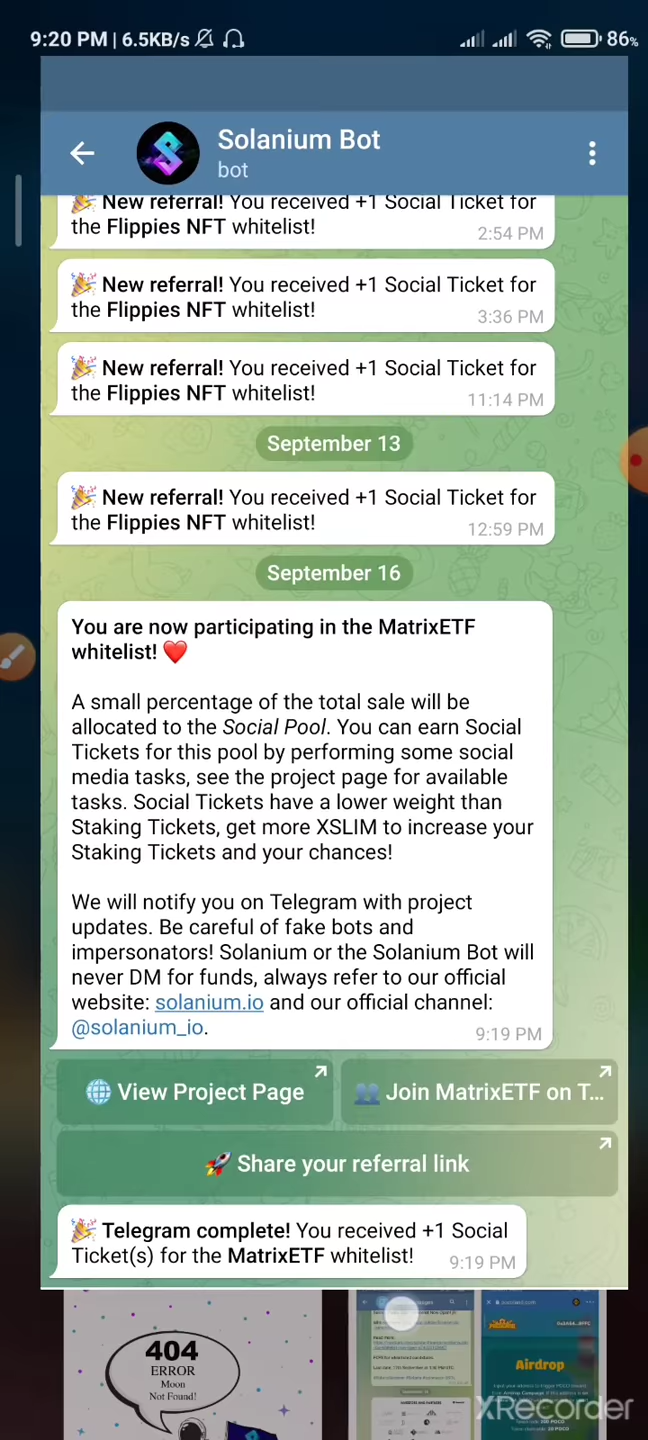 9:20 PM | 6.5KB/s
86%
Solanium Bot
bot
🎉 New referral! You received +1 Social Ticket for
the Flippies NFT whitelist!
2:54 PM
🎉 New referral! You received +1 Social Ticket for
the Flippies NFT whitelist!
3:36 PM
🎉 New referral! You received +1 Social Ticket for
the Flippies NFT whitelist!
11:14 PM
September 13
🎉 New referral! You received +1 Social Ticket for
the Flippies NFT whitelist!
12:59 PM
September 16
You are now participating in the MatrixETF
whitelist! ❤️
A small percentage of the total sale will be
allocated to the Social Pool. You can earn Social
Tickets for this pool by performing some social
media tasks, see the project page for available
tasks. Social Tickets have a lower weight than
Staking Tickets, get more XSLIM to increase your
Staking Tickets and your chances!
We will notify you on Telegram with project
updates. Be careful of fake bots and
impersonators! Solanium or the Solanium Bot will
never DM for funds, always refer to our official
website: solanium.io and our official channel:
@solanium_io.
9:19 PM
🌐 View Project Page
👥 Join MatrixETF on T...
🚀 Share your referral link
🎉 Telegram complete! You received +1 Social
Ticket(s) for the MatrixETF whitelist!
9:19 PM
404
ERROR
Moon
Not Found!
Airdrop
XRecorder